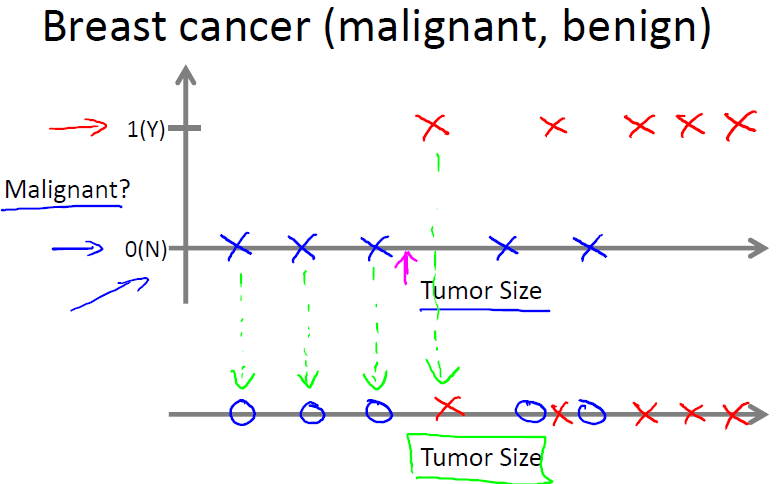 Breast cancer (malignant, benign)
1(Y)
Malignant?
0(N)
Tumor Size
Tumor Size